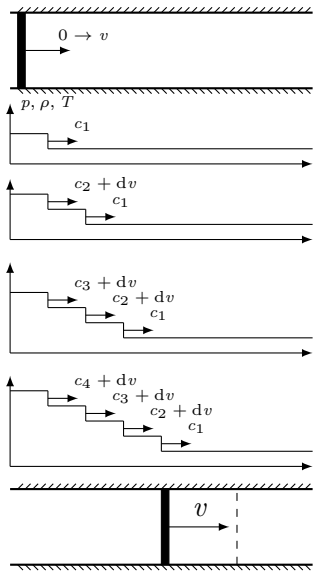 0 → v
p, ρ, T
c₁
c₂ + dv
c₁
c₃ + dv
c₂ + dv
c₁
c₄ + dv
c₃ + dv
c₂ + dv
c₁
v